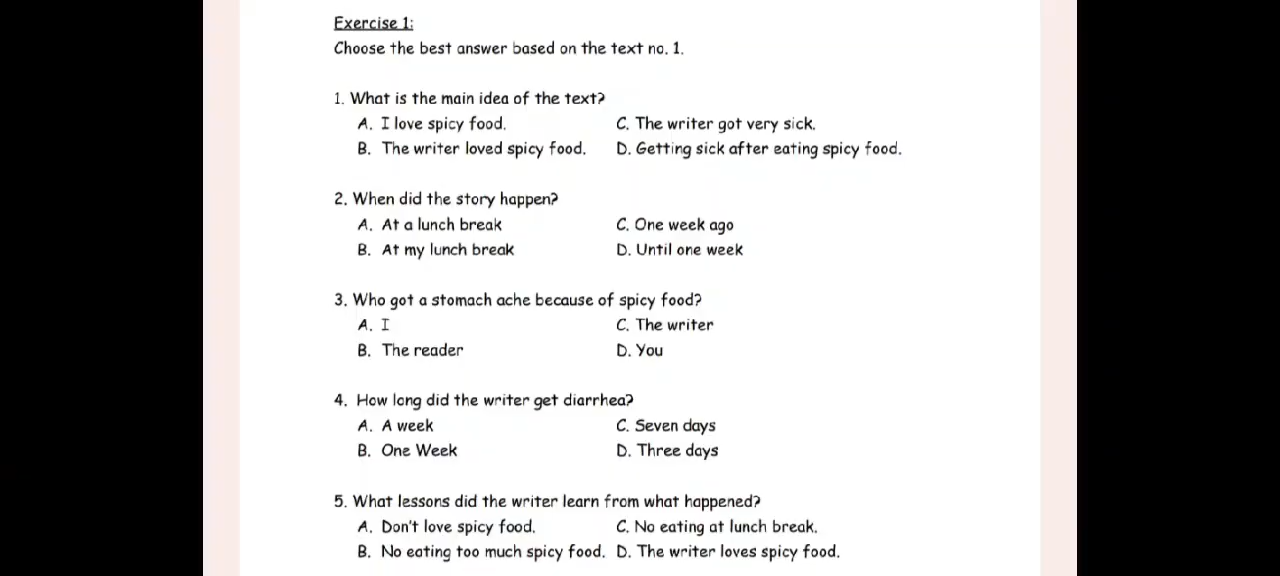 Exercise 1:
Choose the best answer based on the text no. 1.
1. What is the main idea of the text?
A. I love spicy food. C. The writer got very sick.
B. The writer loved spicy food. D. Getting sick after eating spicy food.
2. When did the story happen?
A. At a lunch break C. One week ago
B. At my lunch break D. Until one week
3. Who got a stomach ache because of spicy food?
A. I C. The writer
B. The reader D. You
4. How long did the writer get diarrhea?
A. A week C. Seven days
B. One Week D. Three days
5. What lessons did the writer learn from what happened?
A. Don't love spicy food. C. No eating at lunch break.
B. No eating too much spicy food. D. The writer loves spicy food.